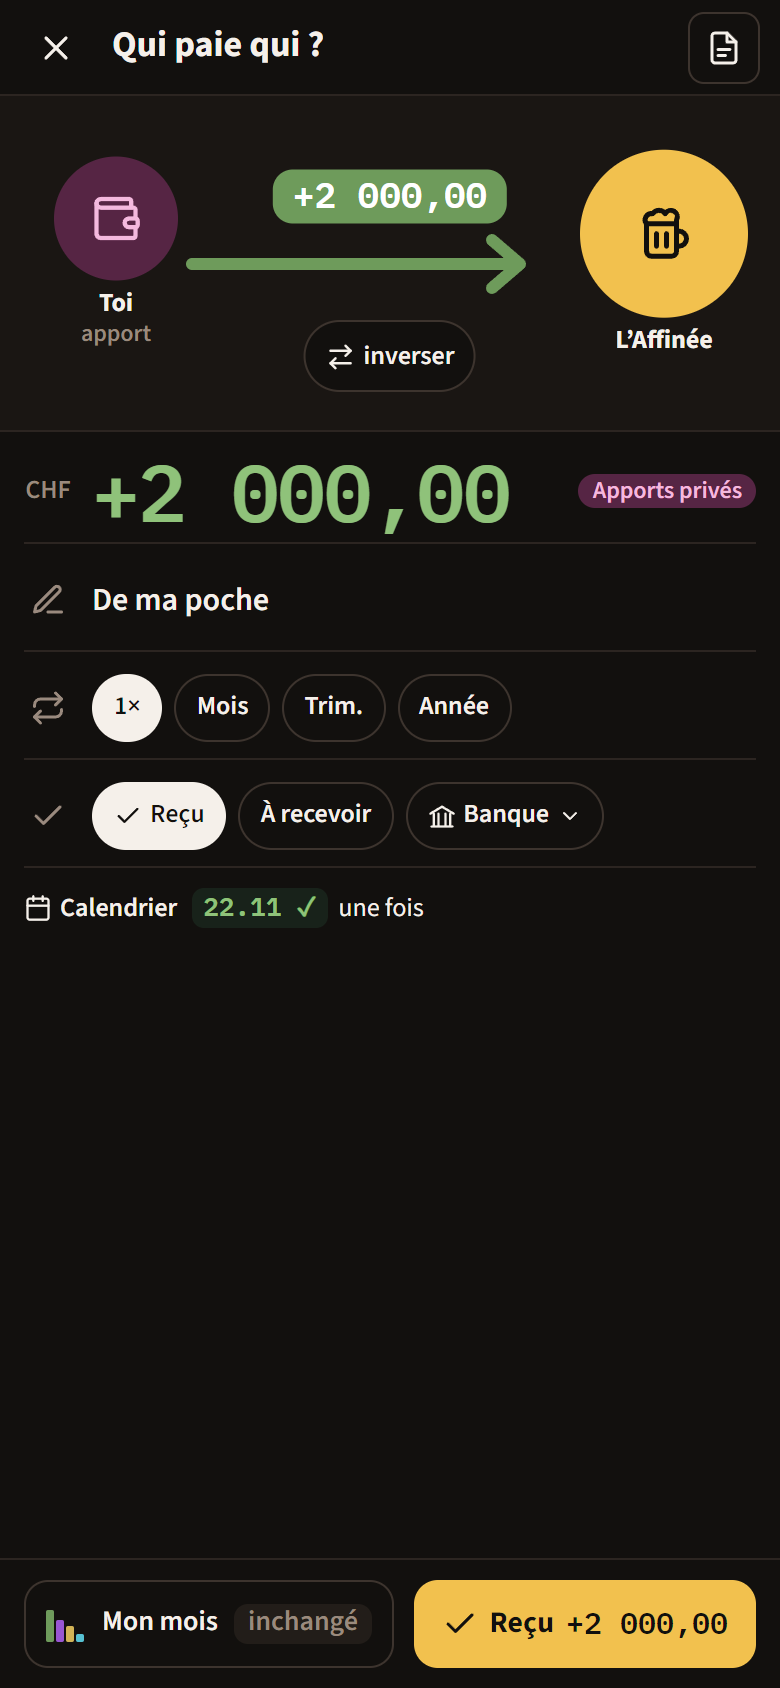 Qui paie qui ?
+2 000,00
Toi
apport
L'Affinée
inverser
CHF +2 000,00 Apports privés
De ma poche
1× Mois Trim. Année
Reçu À recevoir Banque
Calendrier 22.11 ✓ une fois
Mon mois inchangé
Reçu +2 000,00